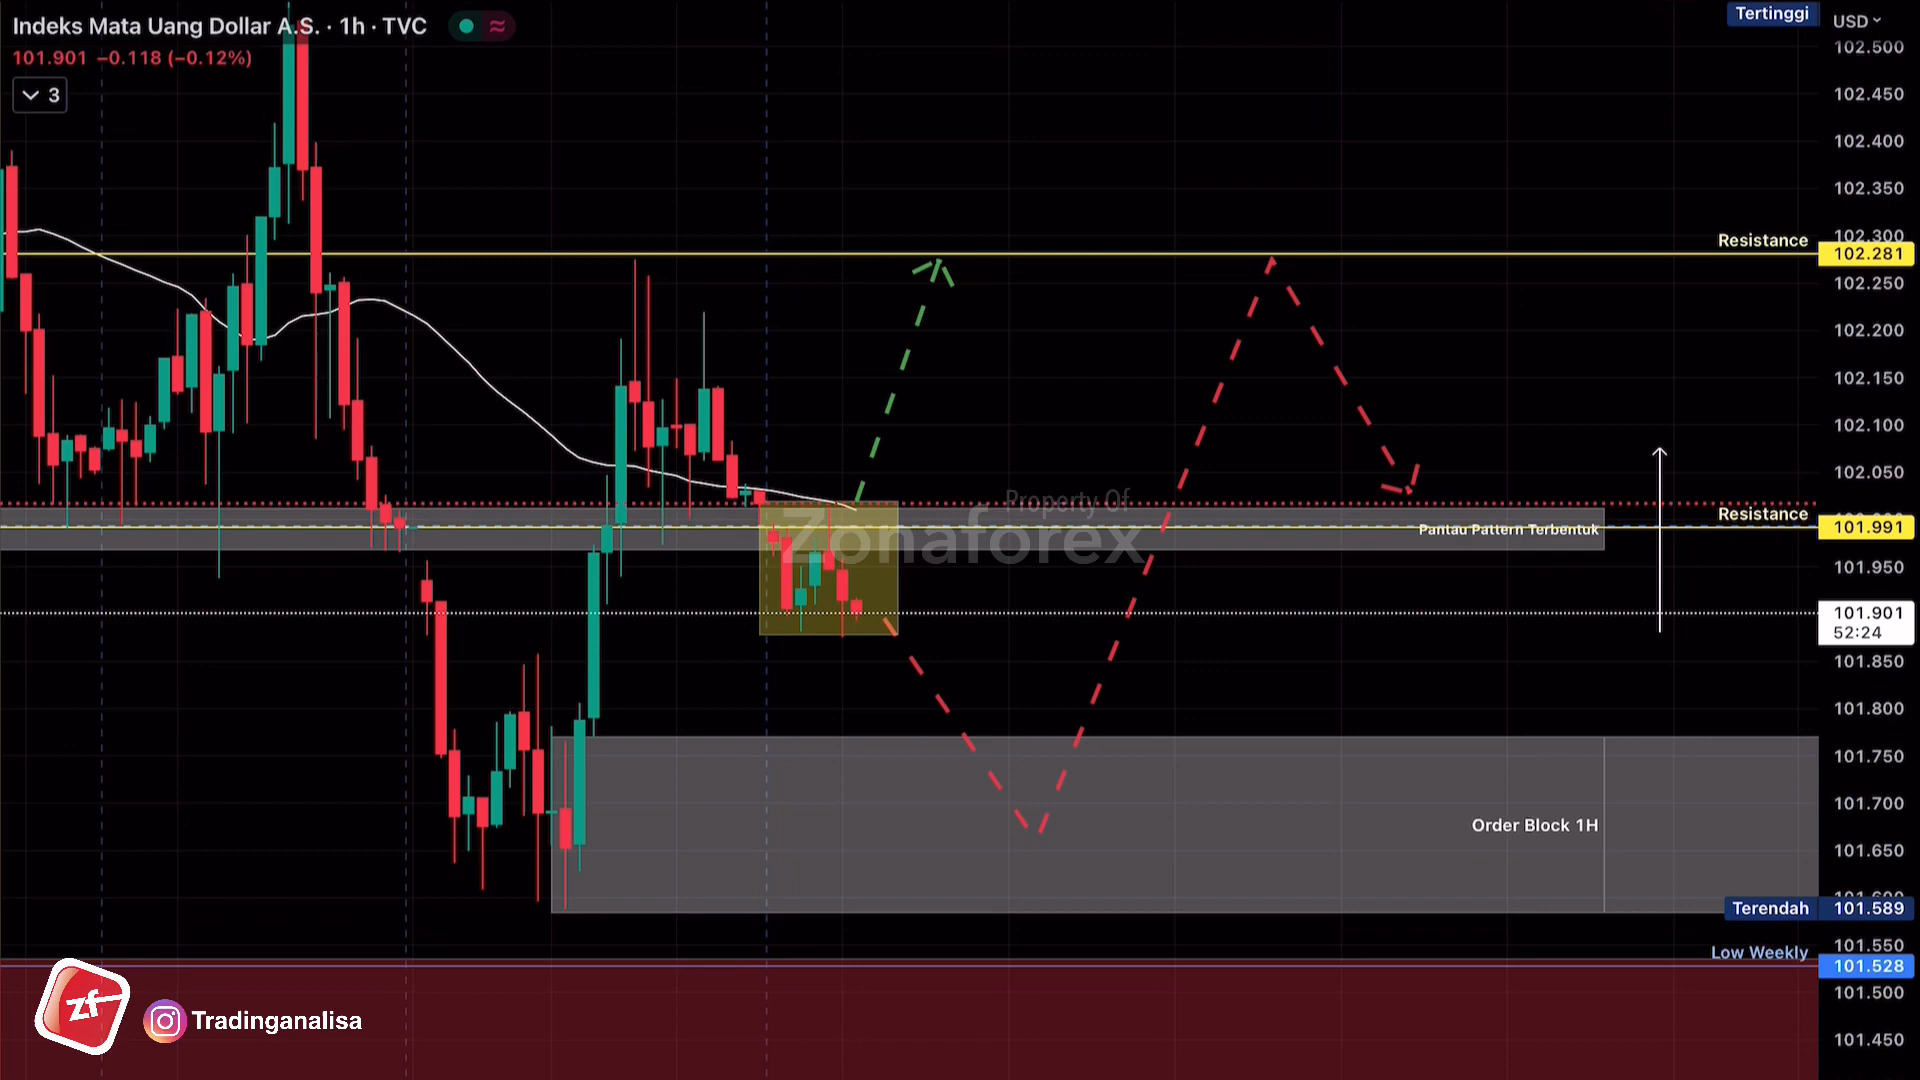 Indeks Mata Uang Dollar A.S. · 1h · TVC
101.901 −0.118 (−0.12%)
3
Tertinggi
USD
102.500
102.450
102.400
102.350
102.300
Resistance
102.281
102.250
102.200
102.150
102.100
102.050
Property Of
Zonaforex
Resistance
101.991
Pantau Pattern Terbentuk
101.950
101.901
52:24
101.850
101.800
101.750
101.700
Order Block 1H
101.650
101.600
Terendah 101.589
101.550
Low Weekly
101.528
101.500
101.450
zf
Tradinganalisa